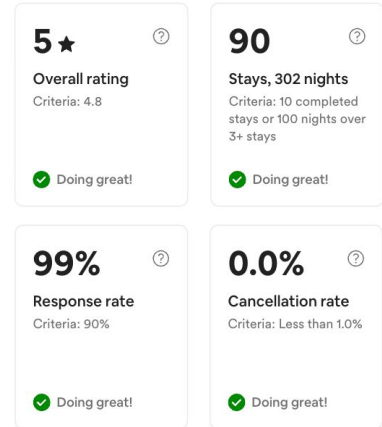 5 ★
Overall rating
Criteria: 4.8
Doing great!
90
Stays, 302 nights
Criteria: 10 completed
stays or 100 nights over
3+ stays
Doing great!
99%
Response rate
Criteria: 90%
Doing great!
0.0%
Cancellation rate
Criteria: Less than 1.0%
Doing great!